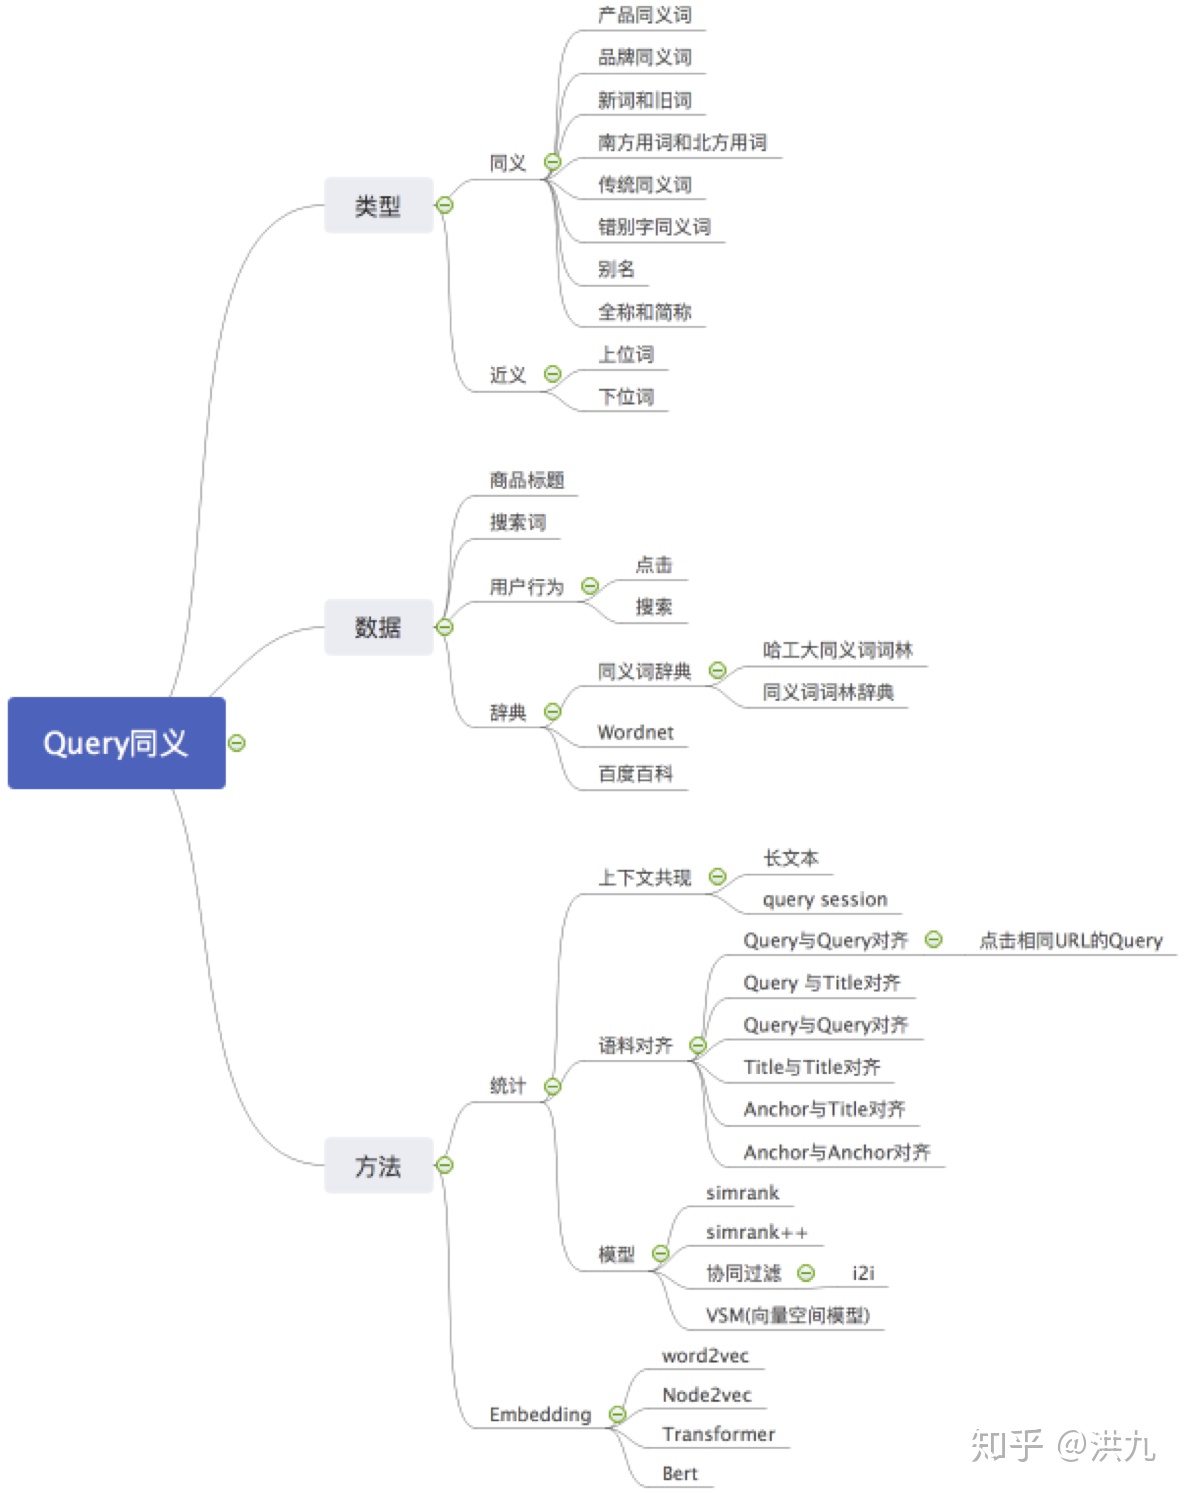 Query同义
类型
同义
产品同义词
品牌同义词
新词和旧词
南方用词和北方用词
传统同义词
错别字同义词
别名
全称和简称
近义
上位词
下位词
数据
商品标题
搜索词
用户行为
点击
搜索
辞典
同义词辞典
哈工大同义词词林
同义词词林辞典
Wordnet
百度百科
方法
统计
上下文共现
长文本
query session
语料对齐
Query与Query对齐
点击相同URL的Query
Query 与Title对齐
Query与Query对齐
Title与Title对齐
Anchor与Title对齐
Anchor与Anchor对齐
模型
simrank
simrank++
协同过滤
i2i
VSM(向量空间模型)
Embedding
word2vec
Node2vec
Transformer
Bert
知乎 @洪九